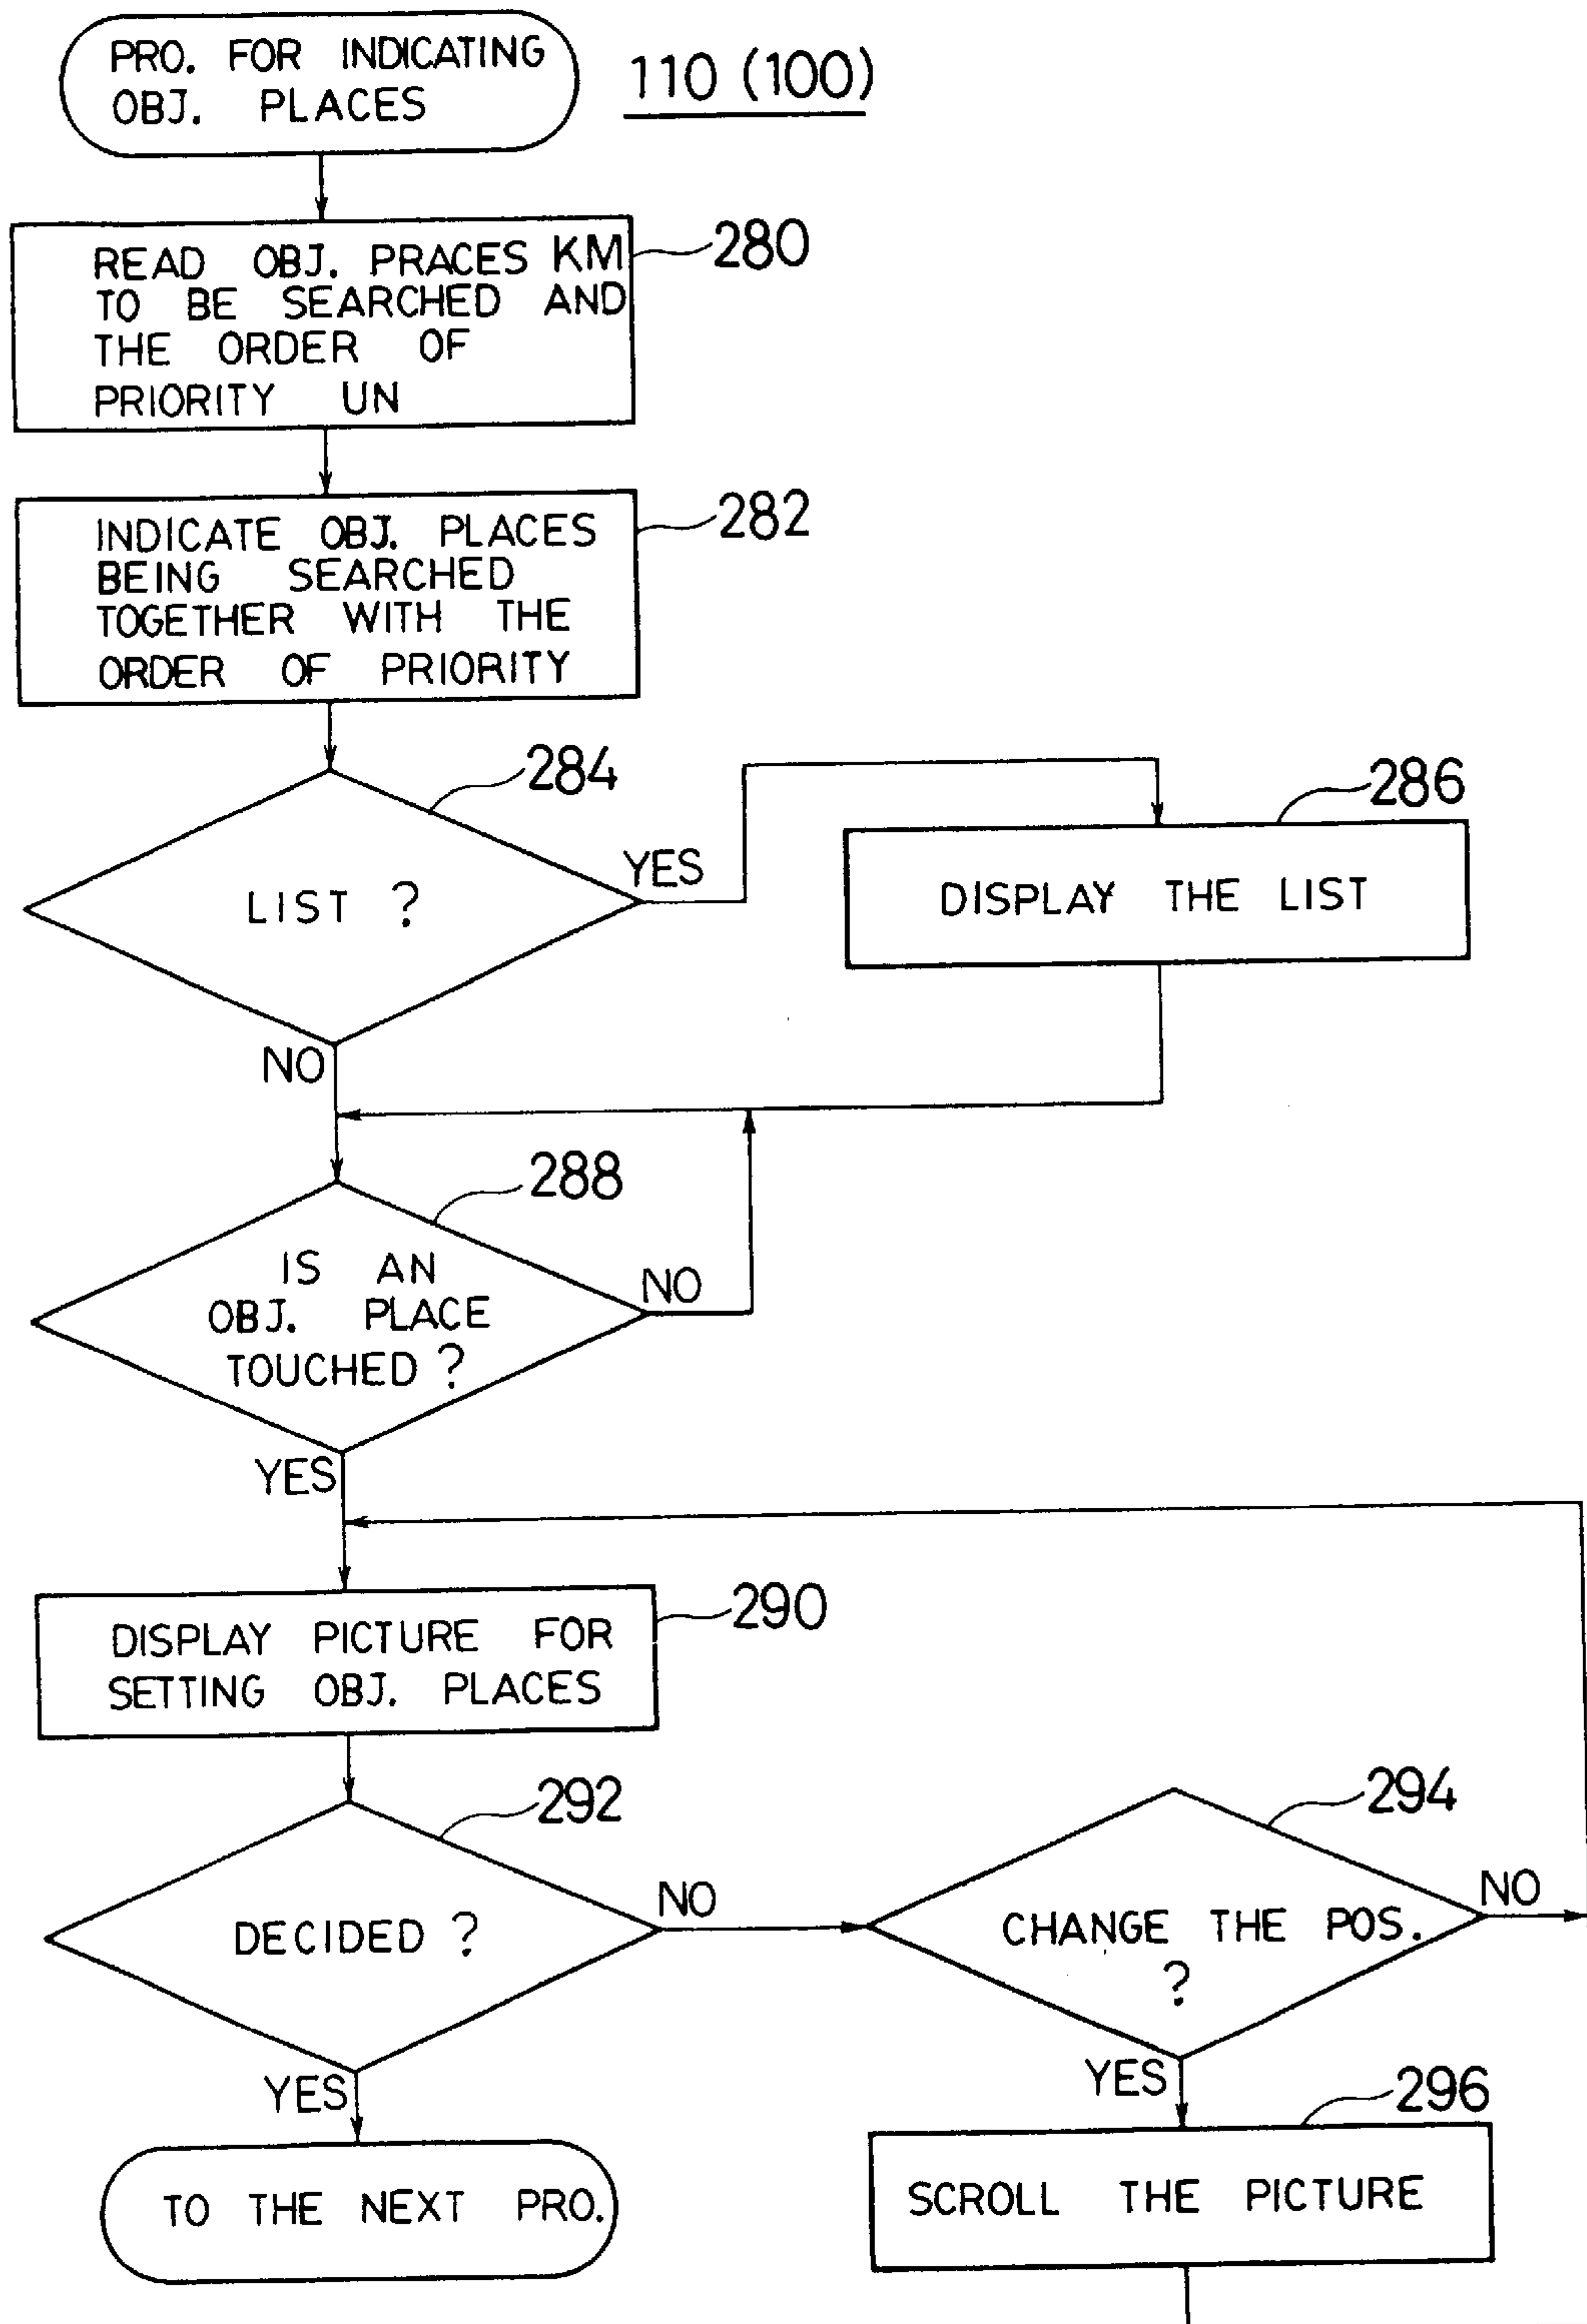 PRO. FOR INDICATING
OBJ. PLACES
110 (100)
READ OBJ. PRACES KM
TO BE SEARCHED AND
THE ORDER OF
PRIORITY UN
280
INDICATE OBJ. PLACES
BEING SEARCHED
TOGETHER WITH THE
ORDER OF PRIORITY
282
284
LIST ?
YES
NO
286
DISPLAY THE LIST
288
IS AN
OBJ. PLACE
TOUCHED ?
NO
YES
290
DISPLAY PICTURE FOR
SETTING OBJ. PLACES
292
DECIDED ?
NO
YES
294
CHANGE THE POS.
?
NO
YES
296
SCROLL THE PICTURE
TO THE NEXT PRO.